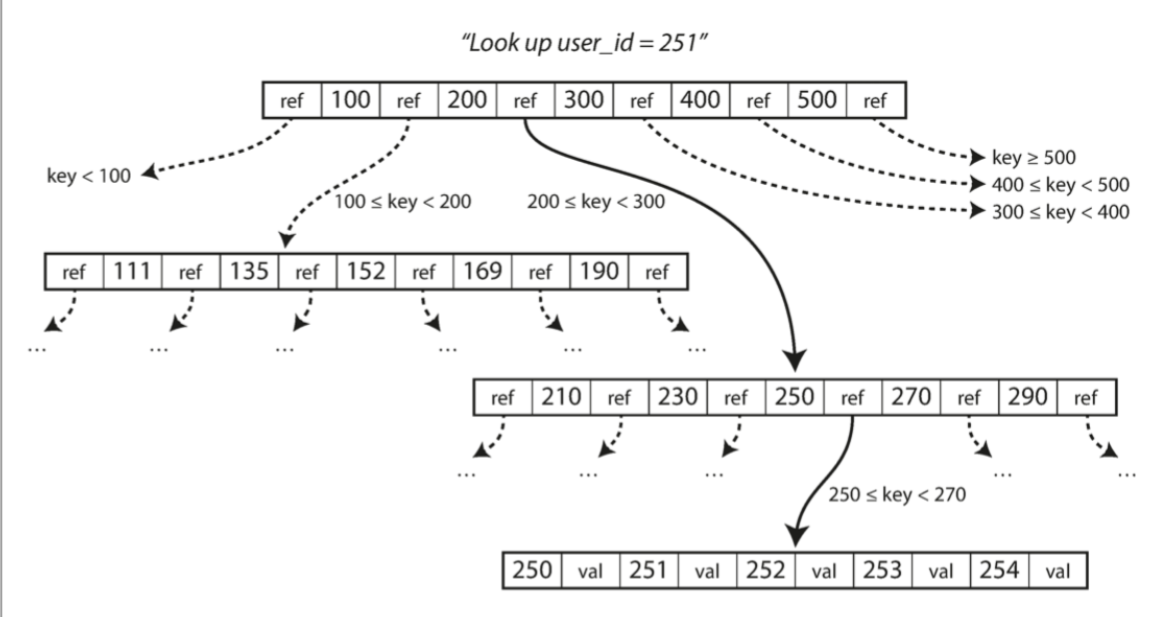 “Look up user_id = 251”
ref 100 ref 200 ref 300 ref 400 ref 500 ref
key < 100
key ≥ 500
400 ≤ key < 500
300 ≤ key < 400
100 ≤ key < 200
200 ≤ key < 300
ref 111 ref 135 ref 152 ref 169 ref 190 ref
... ... ... ... ... ...
ref 210 ref 230 ref 250 ref 270 ref 290 ref
... ... ... ... ...
250 ≤ key < 270
250 val 251 val 252 val 253 val 254 val